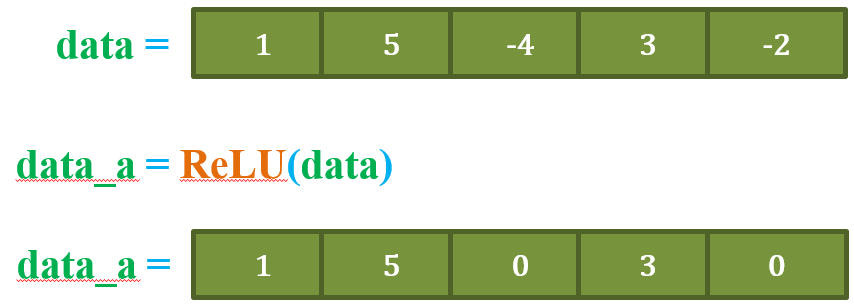 data = 1 5 -4 3 -2
data_a = ReLU(data)
data_a = 1 5 0 3 0